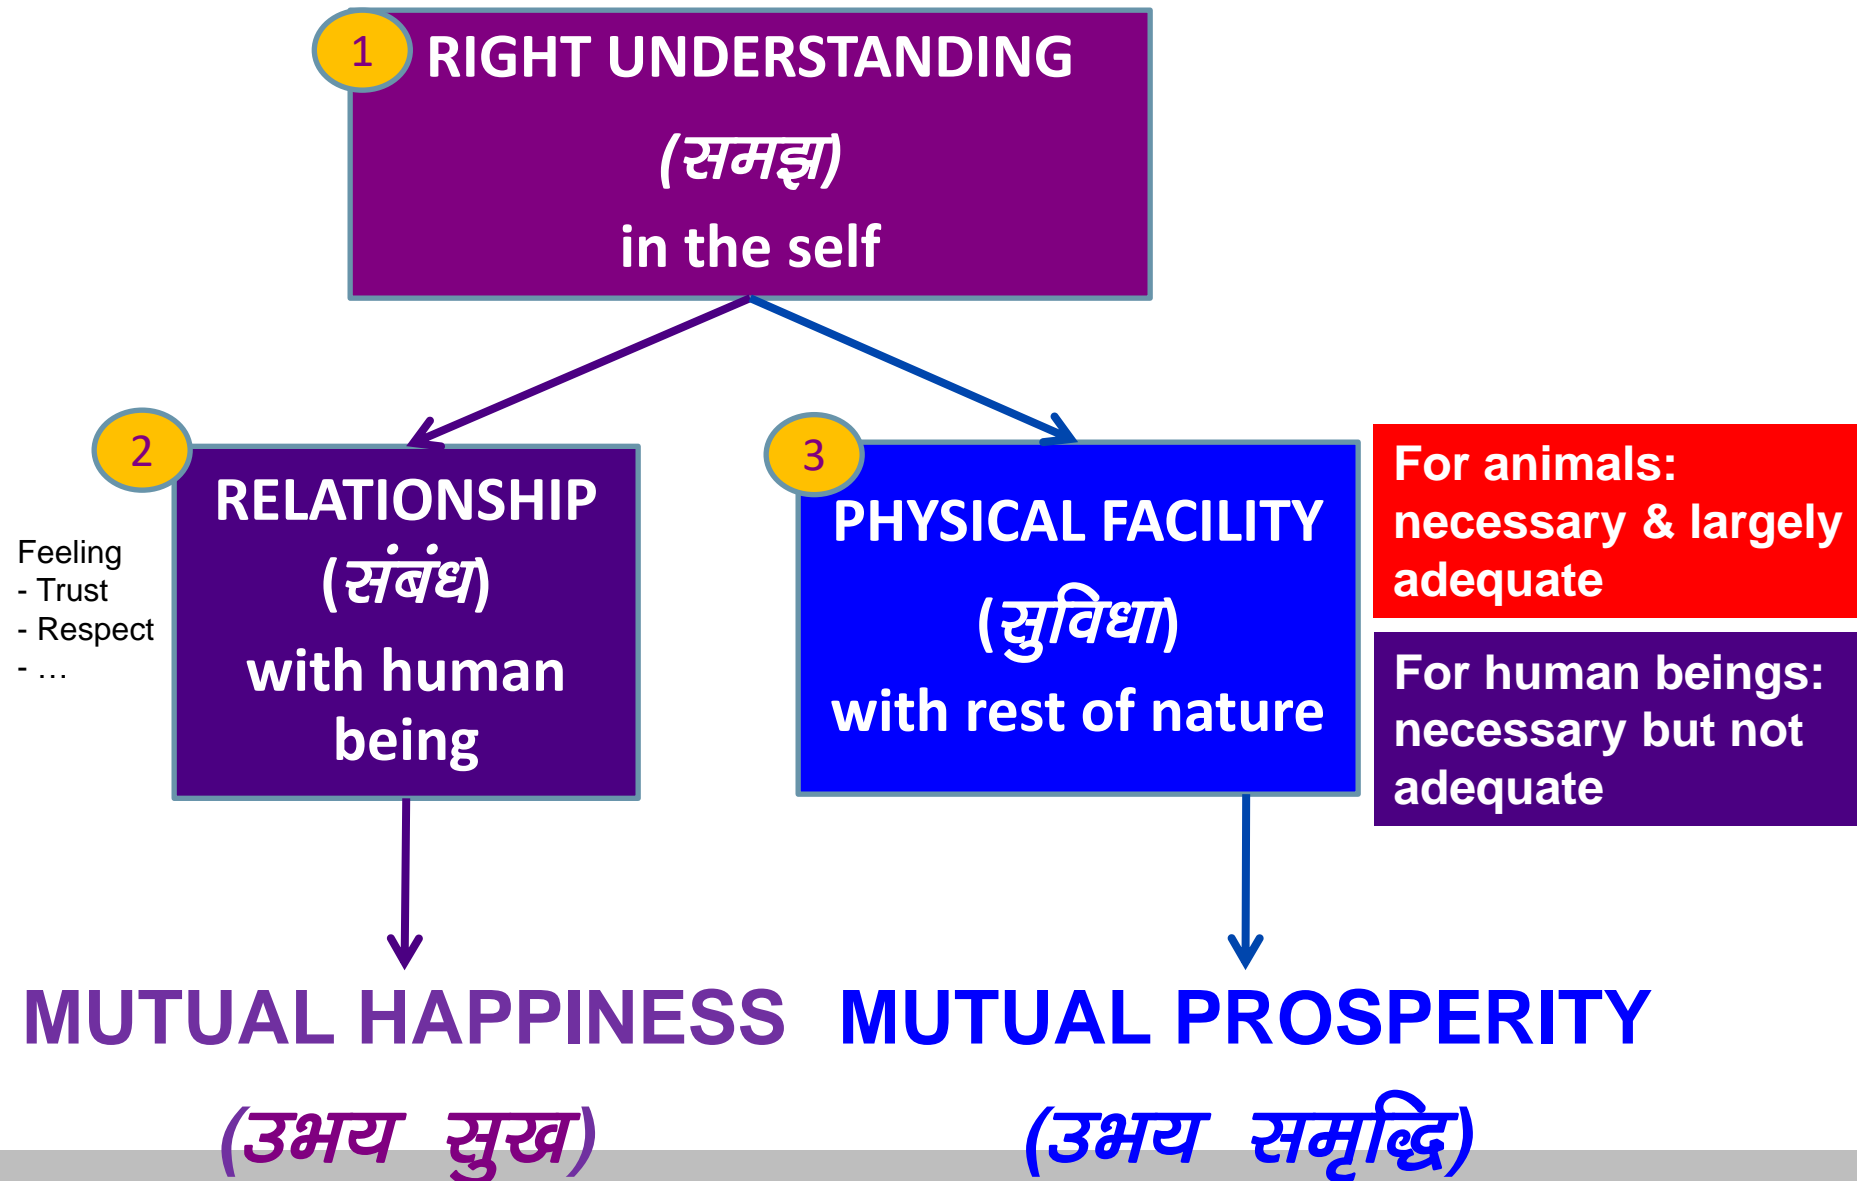 1
RIGHT UNDERSTANDING
(समझ)
in the self
2
RELATIONSHIP
(संबंध)
with human
being
Feeling
- Trust
- Respect
- …
3
PHYSICAL FACILITY
(सुविधा)
with rest of nature
For animals:
necessary & largely
adequate
For human beings:
necessary but not
adequate
MUTUAL HAPPINESS
(उभय सुख)
MUTUAL PROSPERITY
(उभय समृद्धि)